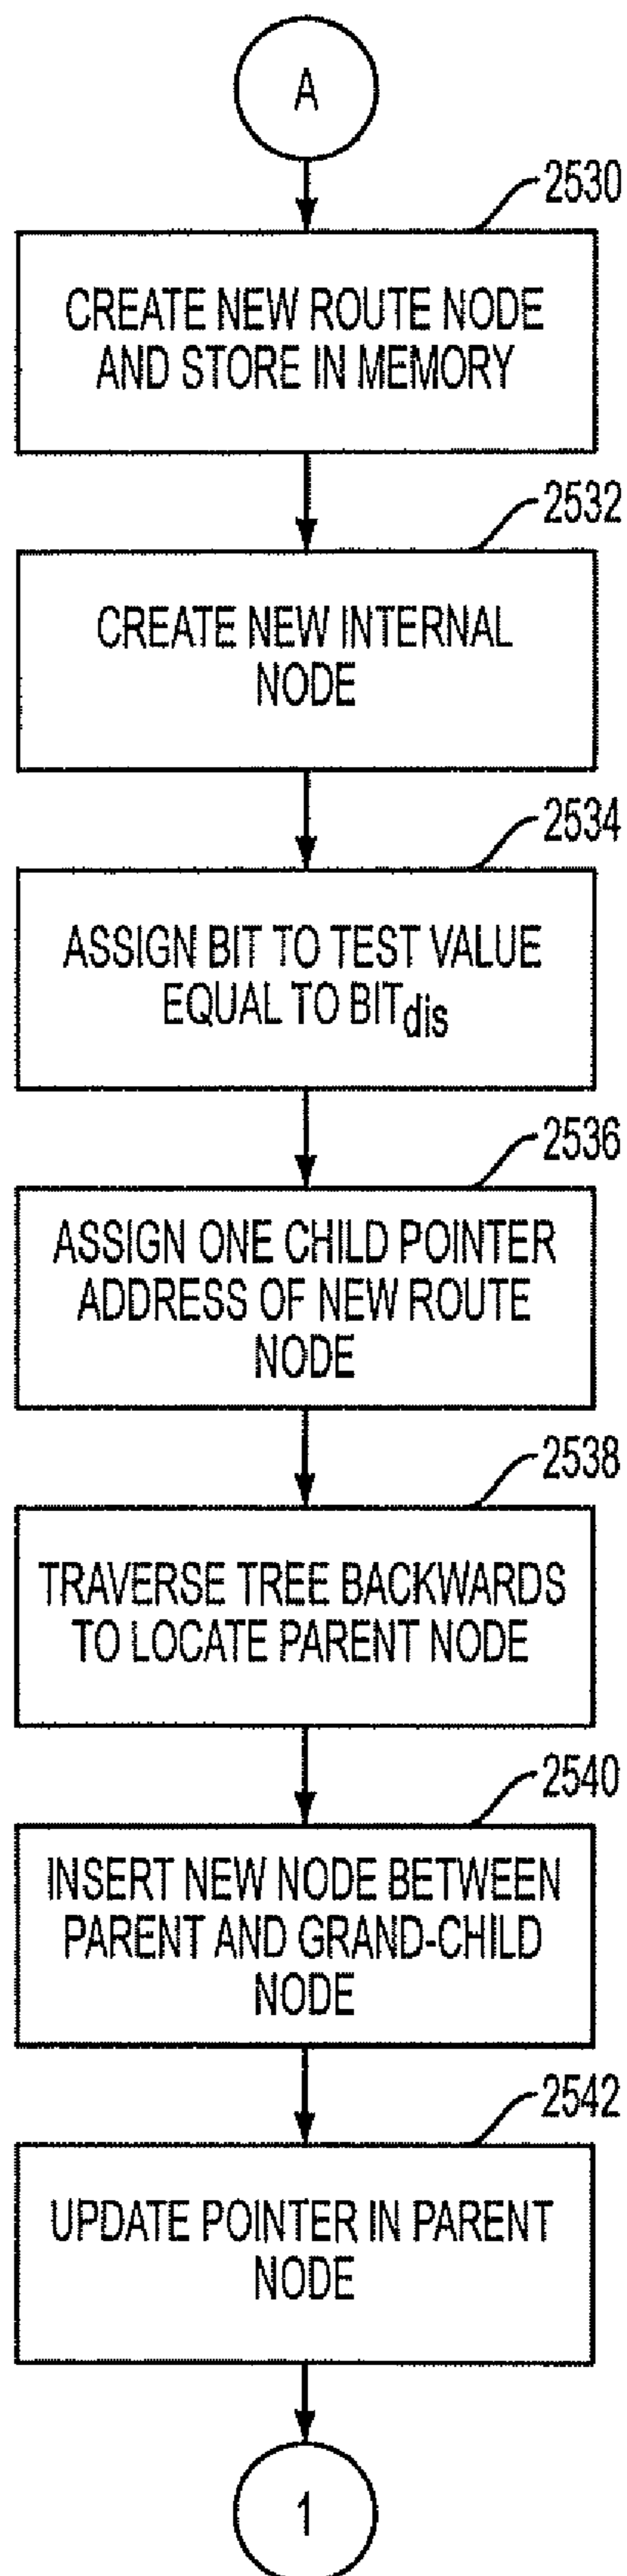 A
2530
CREATE NEW ROUTE NODE
AND STORE IN MEMORY
2532
CREATE NEW INTERNAL
NODE
2534
ASSIGN BIT TO TEST VALUE
EQUAL TO BITdis
2536
ASSIGN ONE CHILD POINTER
ADDRESS OF NEW ROUTE
NODE
2538
TRAVERSE TREE BACKWARDS
TO LOCATE PARENT NODE
2540
INSERT NEW NODE BETWEEN
PARENT AND GRAND-CHILD
NODE
2542
UPDATE POINTER IN PARENT
NODE
1